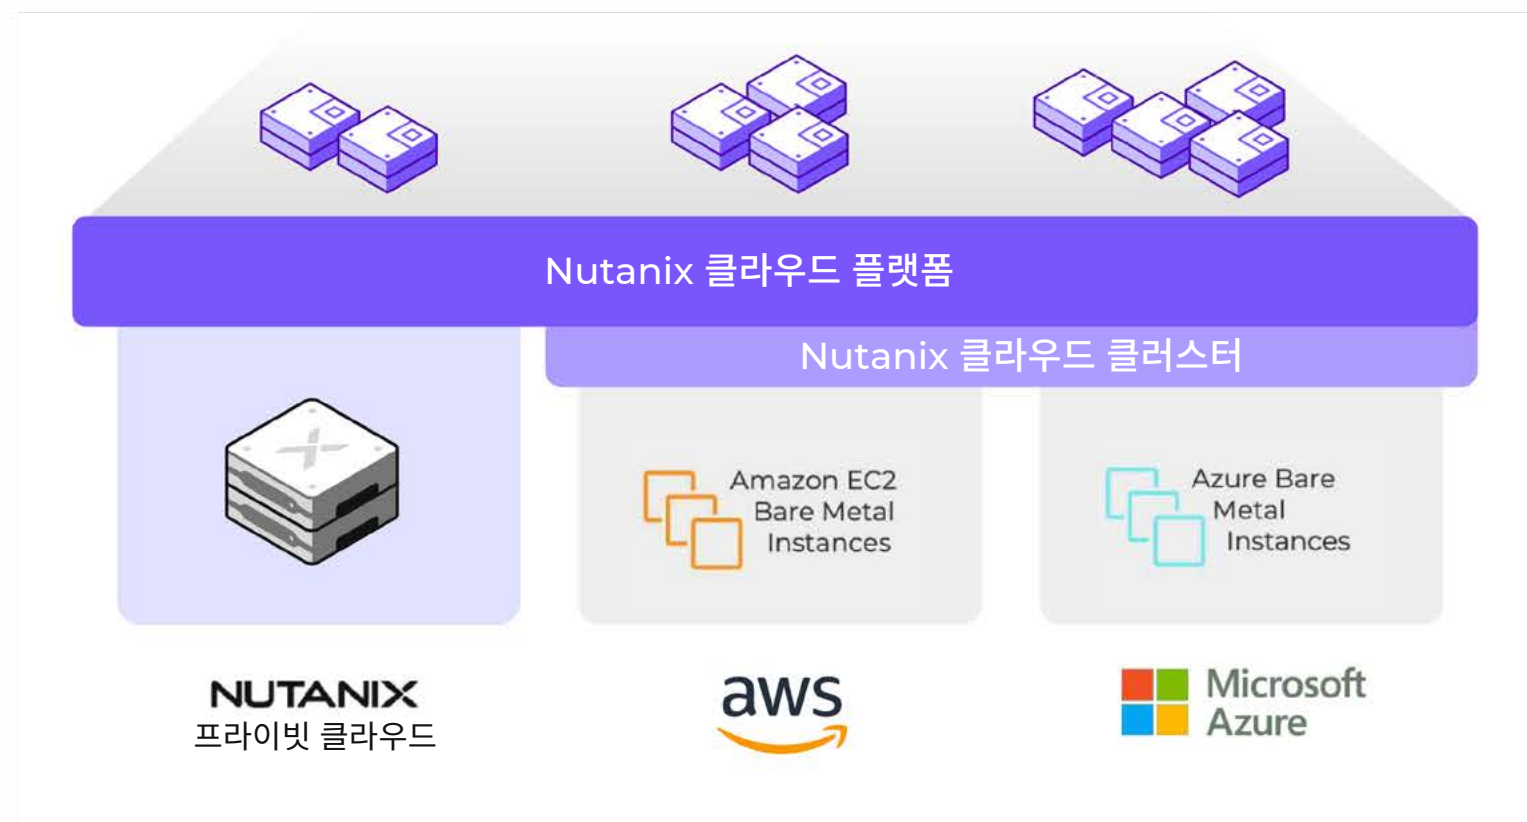 Nutanix 클라우드 플랫폼
Nutanix 클라우드 클러스터
Amazon EC2
Bare Metal
Instances
Azure Bare
Metal
Instances
NUTANIX
프라이빗 클라우드
aws
Microsoft
Azure